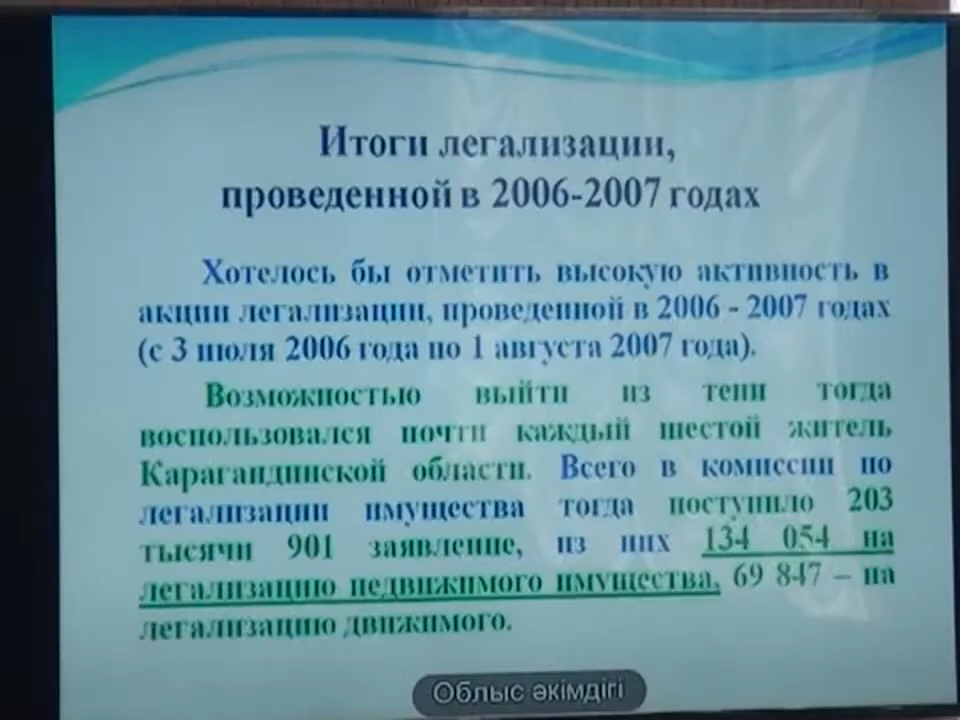 Итоги легализации,
проведенной в 2006-2007 годах
Хотелось бы отметить высокую активность в
акции легализации, проведенной в 2006 - 2007 годах
(с 3 июля 2006 года по 1 августа 2007 года).
Возможностью выйти из тени тогда
воспользовался почти каждый шестой житель
Карагандинской области. Всего в комиссии по
легализации имущества тогда поступило 203
тысячи 901 заявление, из них 134 054 на
легализацию недвижимого имущества, 69 847 – на
легализацию движимого.
Облыс әкімдігі